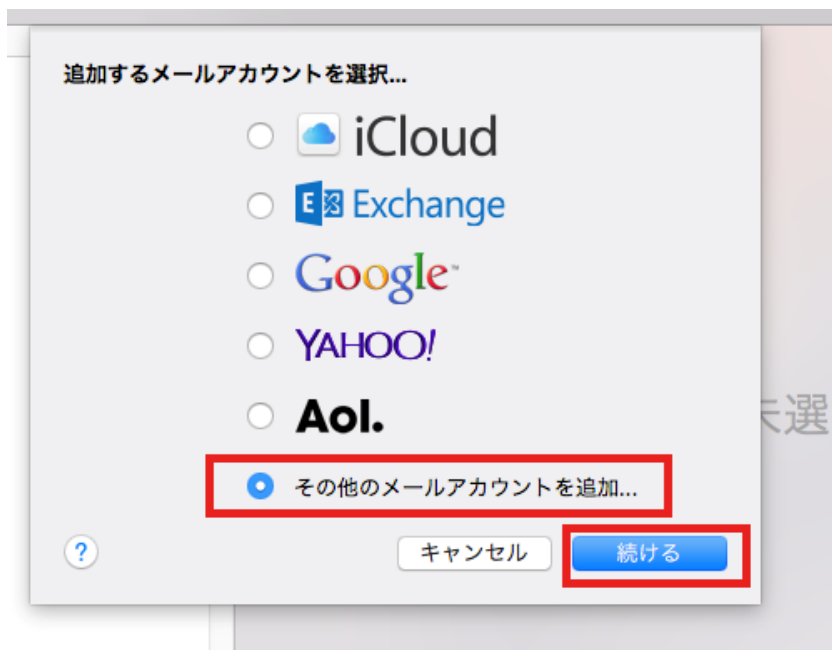 追加するメールアカウントを選択...
iCloud
Exchange
Google™
YAHOO!
Aol.
その他のメールアカウントを追加...
? キャンセル 続ける